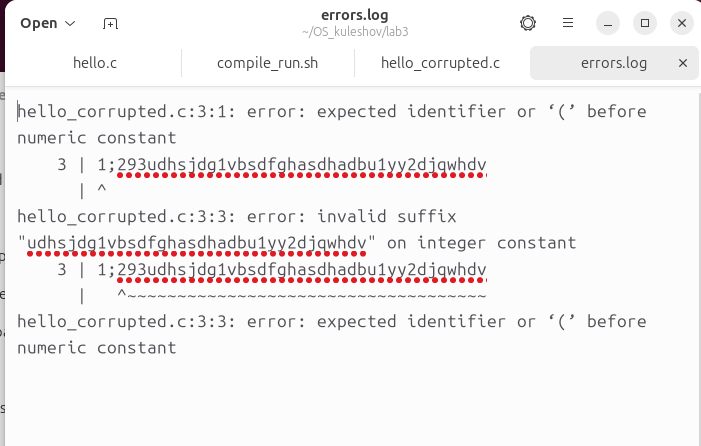 errors.log
Open
~/OS_kuleshov/lab3
hello.c
compile_run.sh
hello_corrupted.c
errors.log
hello_corrupted.c:3:1: error: expected identifier or ‘(’ before
numeric constant
3 | 1;293udhsjdg1vbsdfghasdhadbu1yy2djqwhdv
| ^
hello_corrupted.c:3:3: error: invalid suffix
"udhsjdg1vbsdfghasdhadbu1yy2djqwhdv" on integer constant
3 | 1;293udhsjdg1vbsdfghasdhadbu1yy2djqwhdv
| ^~~~~~~~~~~~~~~~~~~~~~~~~~~~~~~~~~~~~
hello_corrupted.c:3:3: error: expected identifier or ‘(’ before
numeric constant